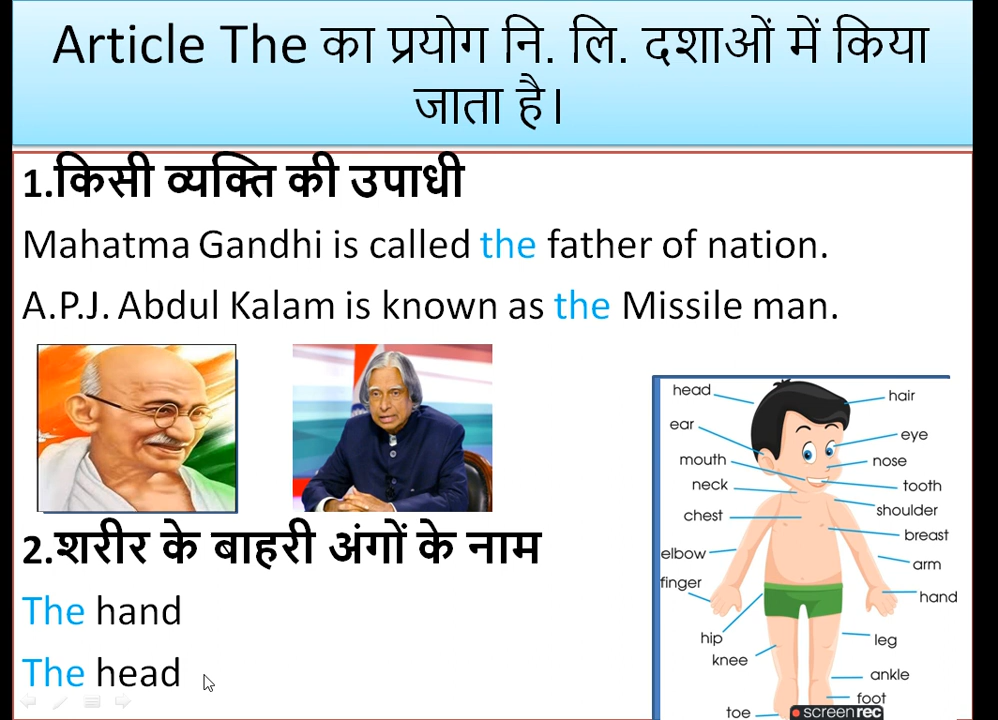 Article The का प्रयोग नि. लि. दशाओं में किया
जाता है।
1.किसी व्यक्ति की उपाधी
Mahatma Gandhi is called the father of nation.
A.P.J. Abdul Kalam is known as the Missile man.
2.शरीर के बाहरी अंगों के नाम
The hand
The head
head
hair
ear
eye
mouth
nose
neck
tooth
shoulder
chest
breast
elbow
arm
finger
hand
hip
leg
knee
ankle
foot
toe
screenrec